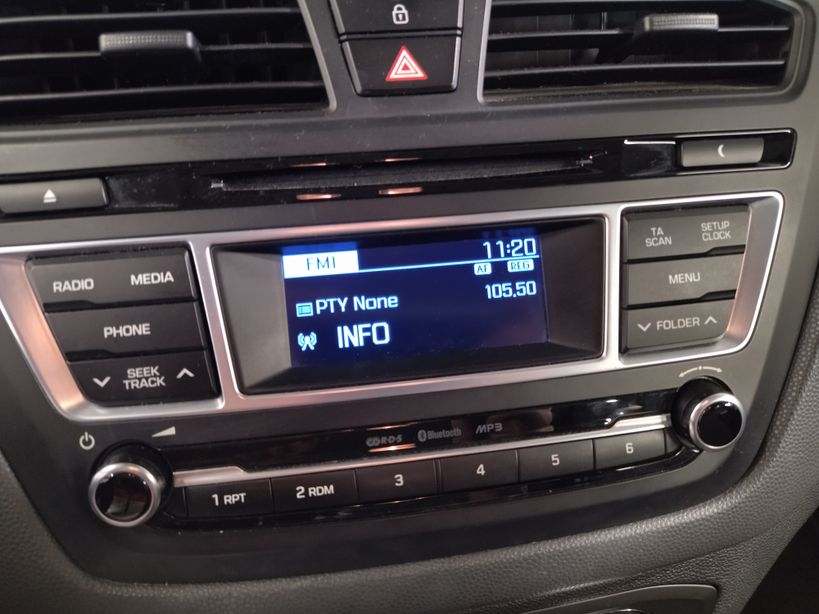 FM1
11:20
AF REG
PTY None
105.50
INFO
RADIO MEDIA
PHONE
SEEK
TRACK
TA
SCAN
SETUP
CLOCK
MENU
FOLDER
RDS Bluetooth MP3
1 RPT
2 RDM
3
4
5
6